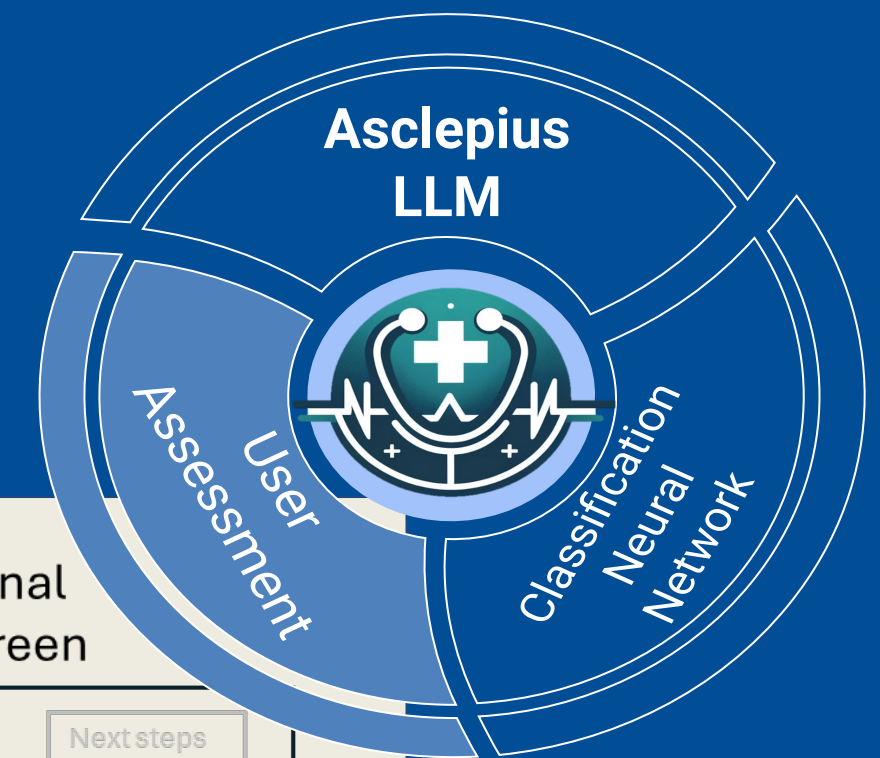 Asclepius
LLM
User
Assessment
Classification
Neural
Network
nal
reen
Next steps